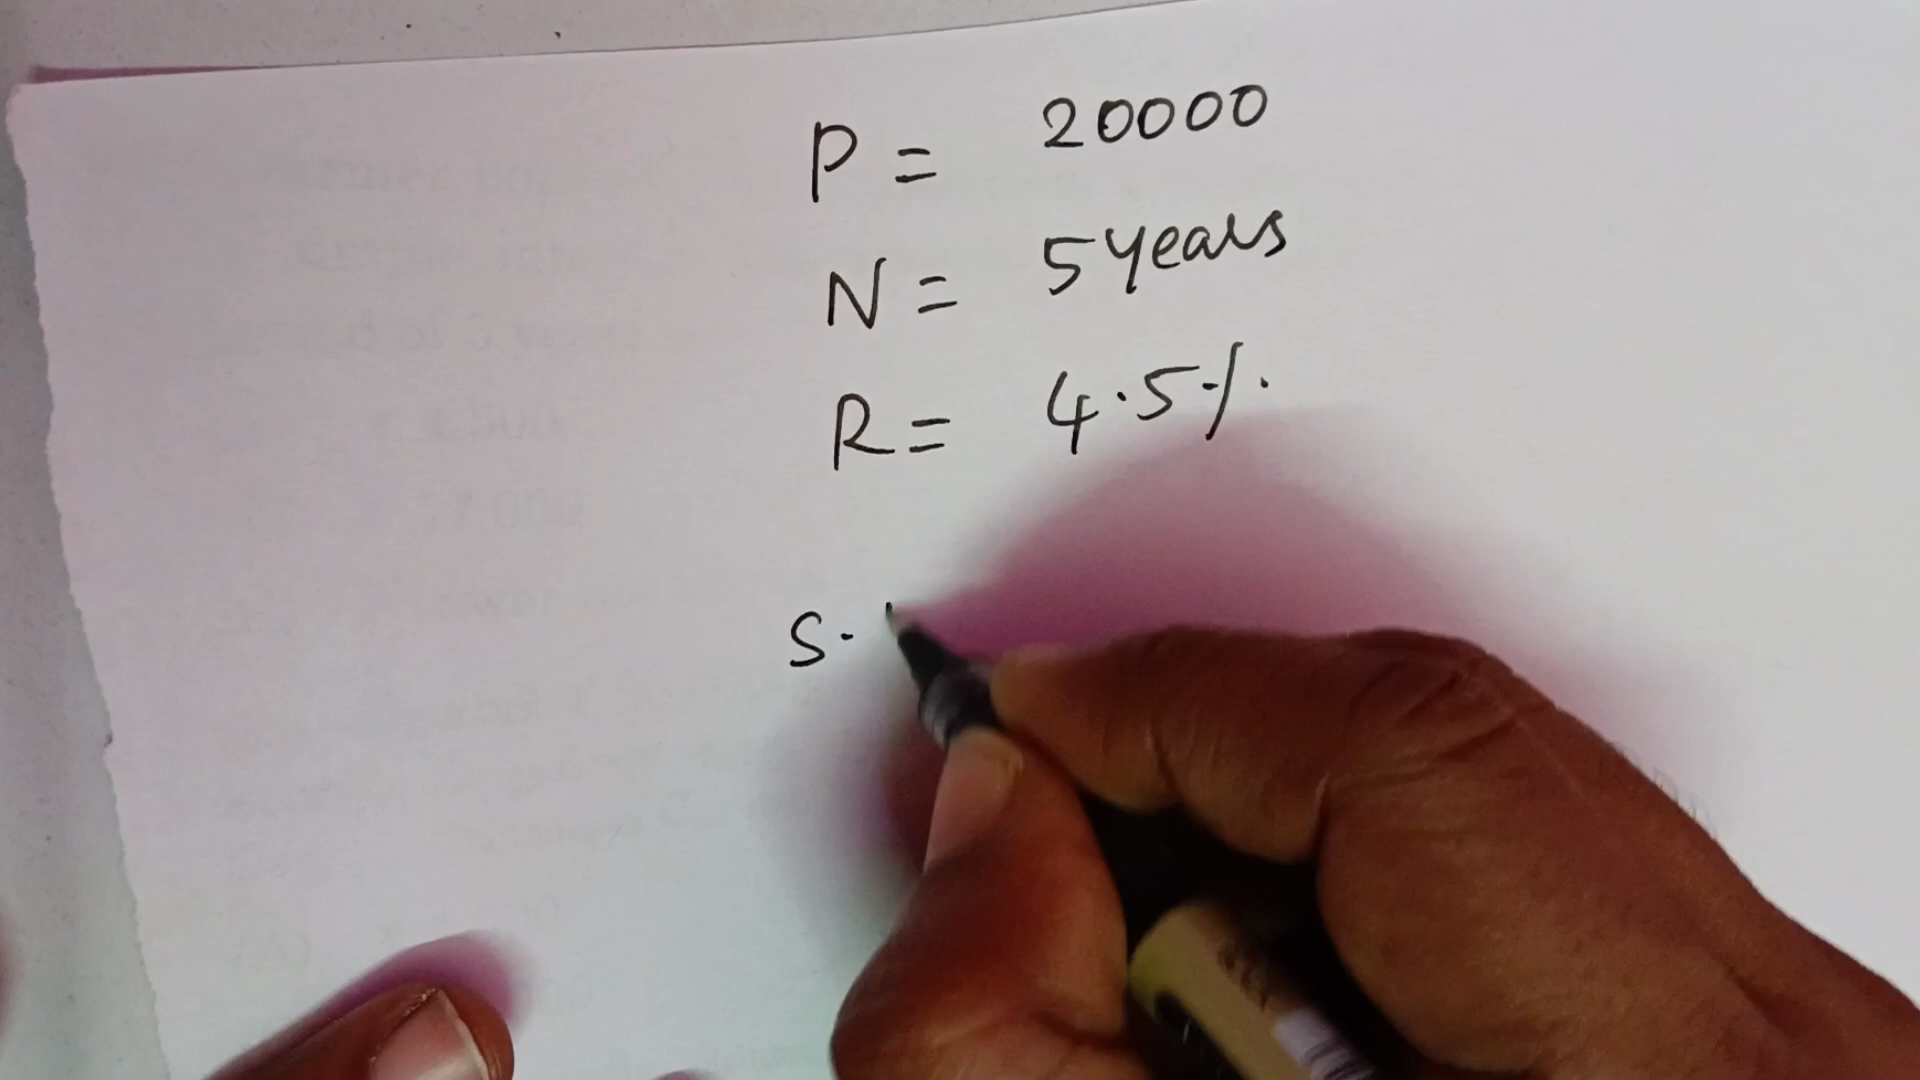 P = 20000
N = 5 years
R = 4.5%
S.